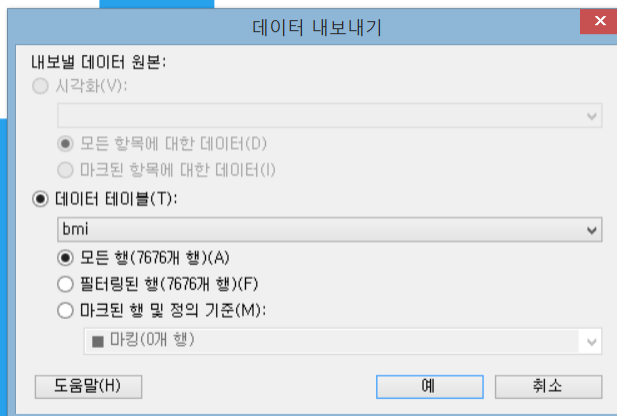 데이터 내보내기
내보낼 데이터 원본:
시각화(V):
모든 항목에 대한 데이터(D)
마크된 항목에 대한 데이터(I)
데이터 테이블(T):
bmi
모든 행(7676개 행)(A)
필터링된 행(7676개 행)(F)
마크된 행 및 정의 기준(M):
마킹(0개 행)
도움말(H) 예 취소